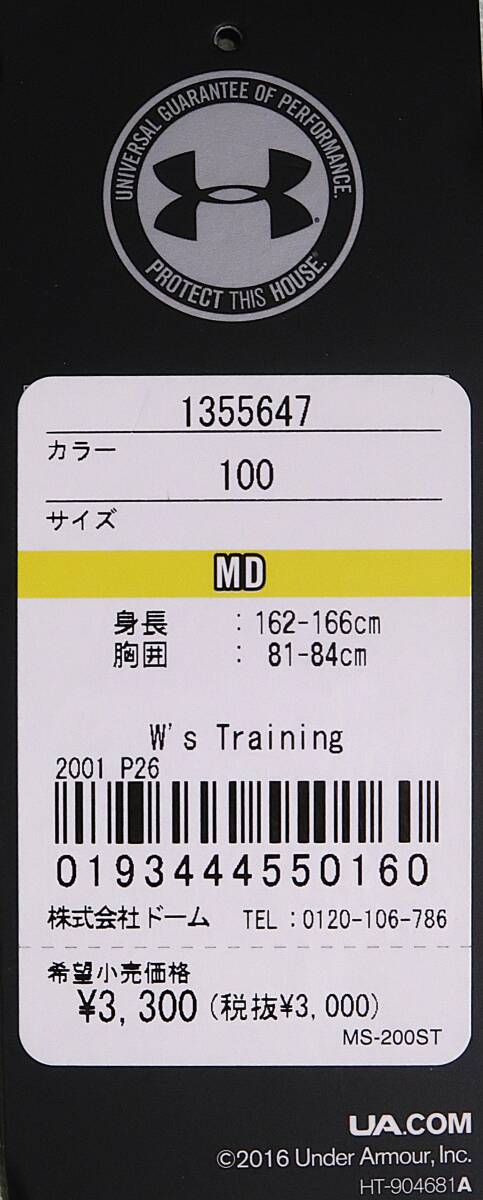 UNIVERSAL GUARANTEE OF PERFORMANCE.
PROTECT THIS HOUSE.
1355647
カラー
100
サイズ
MD
身長 : 162-166cm
胸囲 : 81-84cm
W's Training
2001 P26
0193444550160
株式会社ドーム TEL : 0120-106-786
希望小売価格
¥3,300 (税抜¥3,000)
MS-200ST
UA.COM
©2016 Under Armour, Inc.
HT-904681A